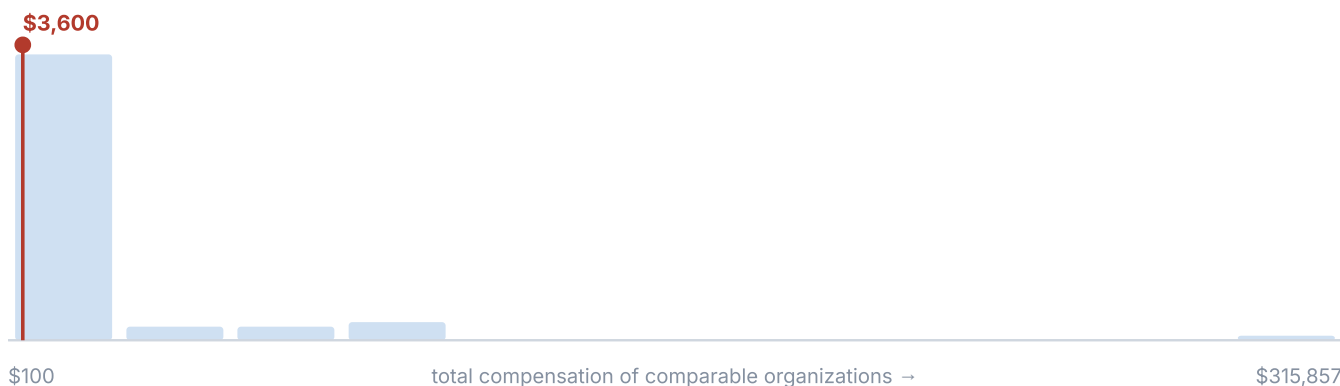 $3,600
$100 total compensation of comparable organizations → $315,857